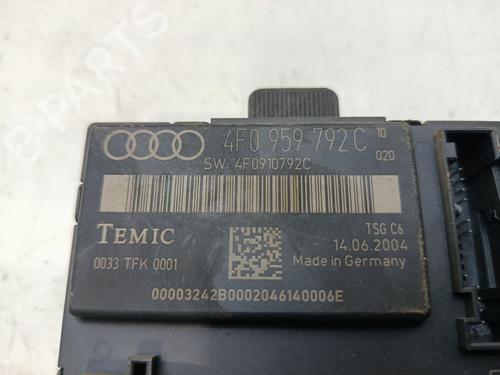 4F0 959 792 C 10
020
SW: 4F0910792C
TEMIC
TSG C6
14.06.2004
0033 TFK 0001
Made in Germany
00003242B0002046140006E